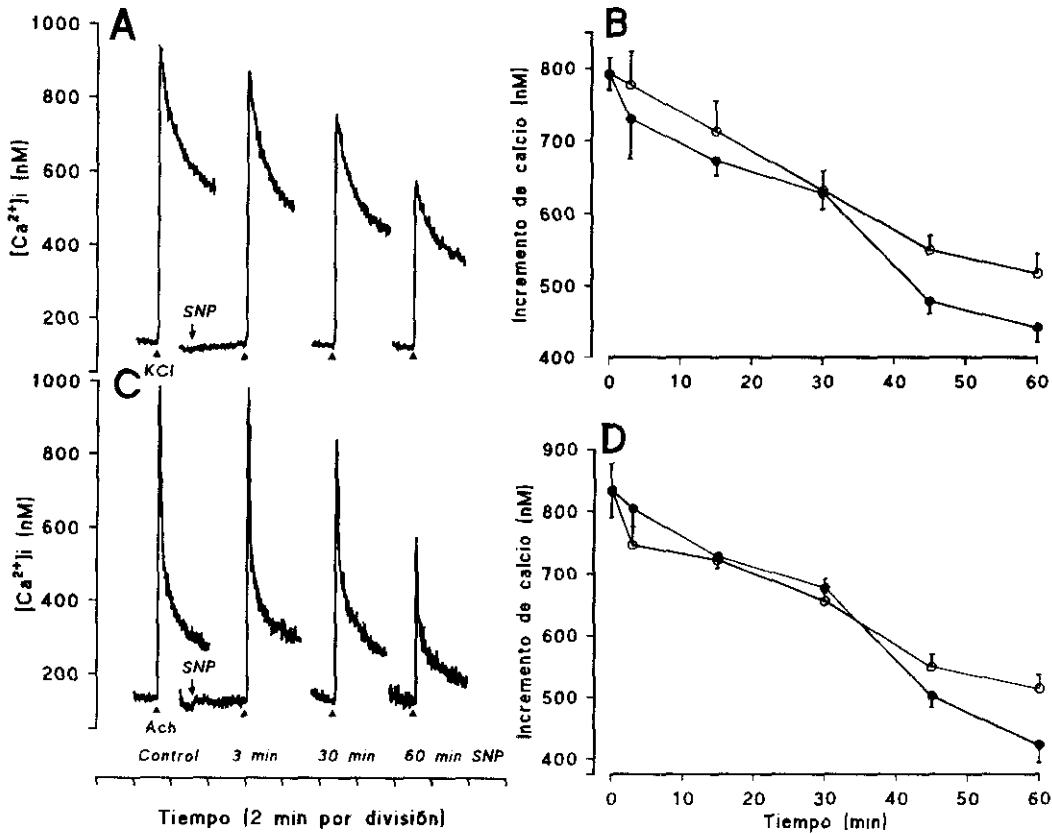 A
1000
800
600
400
200
[Ca²⁺]i (nM)
SNP
KCl
B
800
700
600
500
400
Incremento de calcio (nM)
0 10 20 30 40 50 60
C
1000
800
600
400
200
[Ca²⁺]i (nM)
SNP
Ach
Control 3 min 30 min 60 min SNP
Tiempo (2 min por división)
D
900
800
700
600
500
400
Incremento de calcio (nM)
0 10 20 30 40 50 60
Tiempo (min)